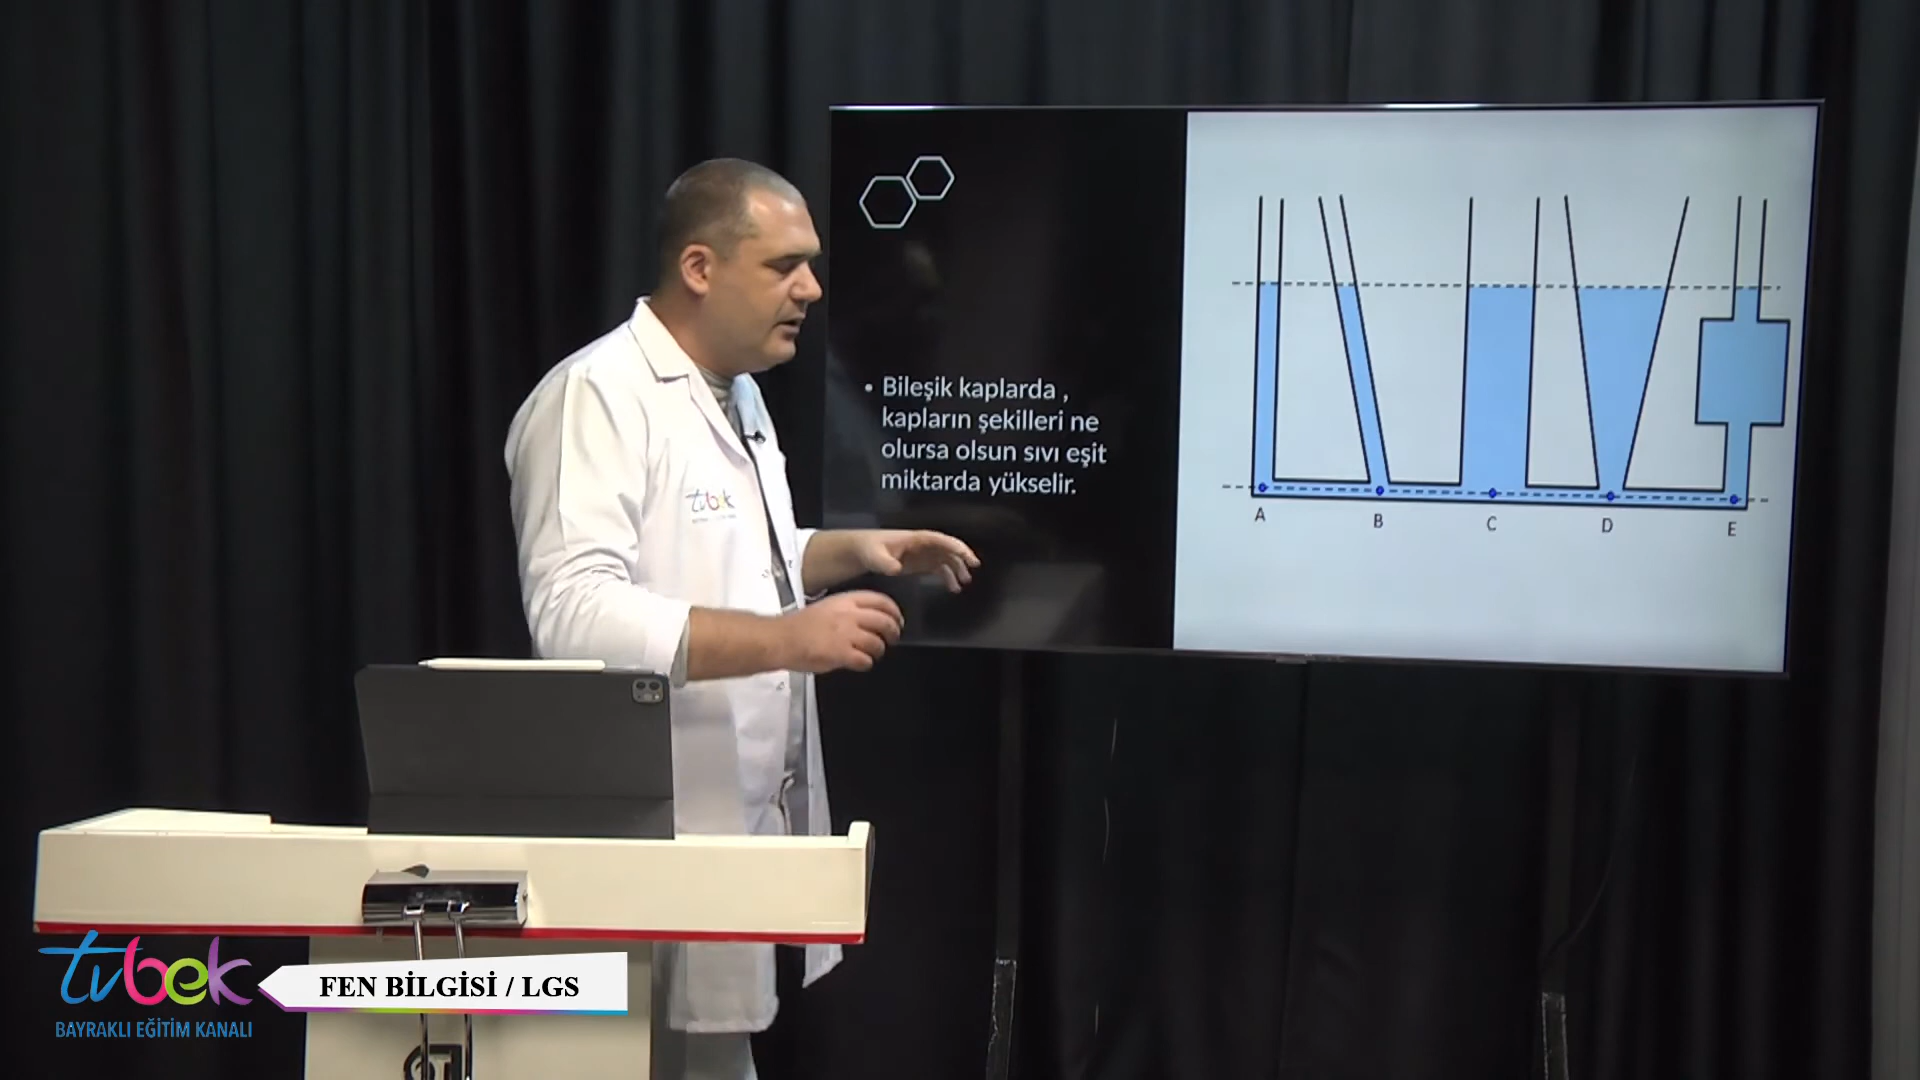 • Bileşik kaplarda ,
kapların şekilleri ne
olursa olsun sıvı eşit
miktarda yükselir.
A B C D E
tvbek
tvbek
BAYRAKLI EĞİTİM KANALI
FEN BİLGİSİ / LGS